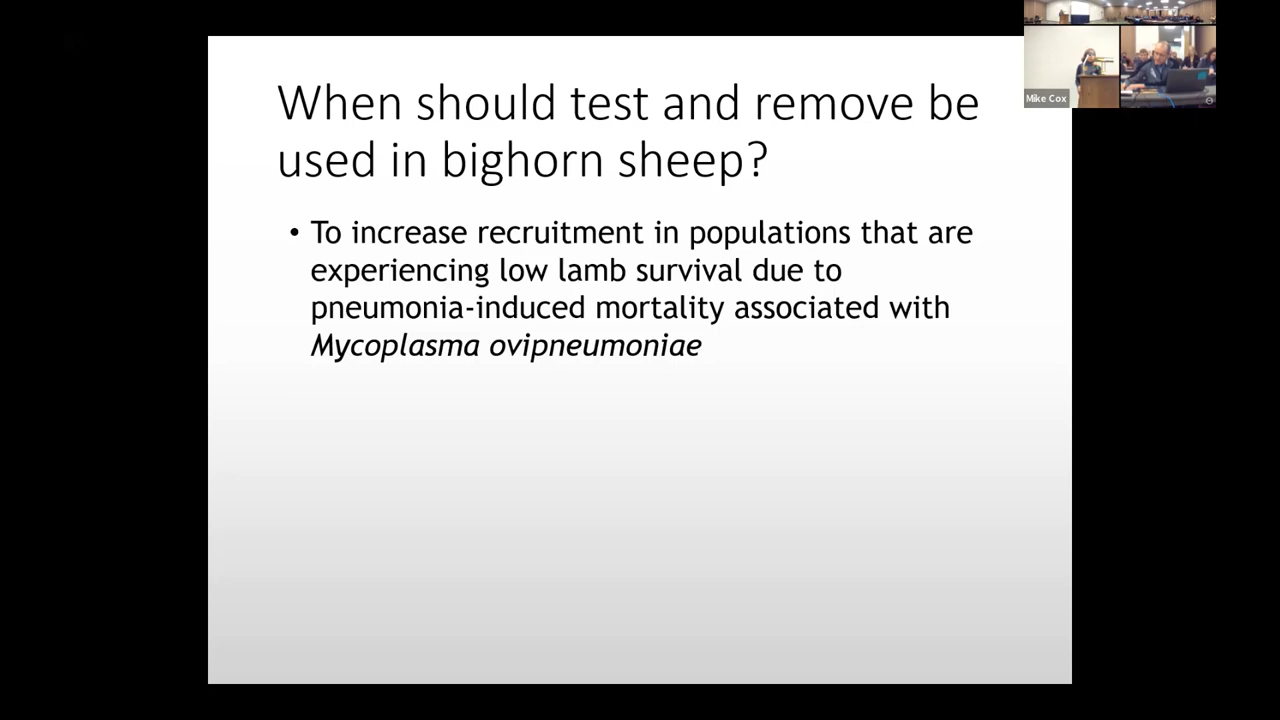 When should test and remove be
used in bighorn sheep?
• To increase recruitment in populations that are
experiencing low lamb survival due to
pneumonia-induced mortality associated with
Mycoplasma ovipneumoniae
Mike Cox